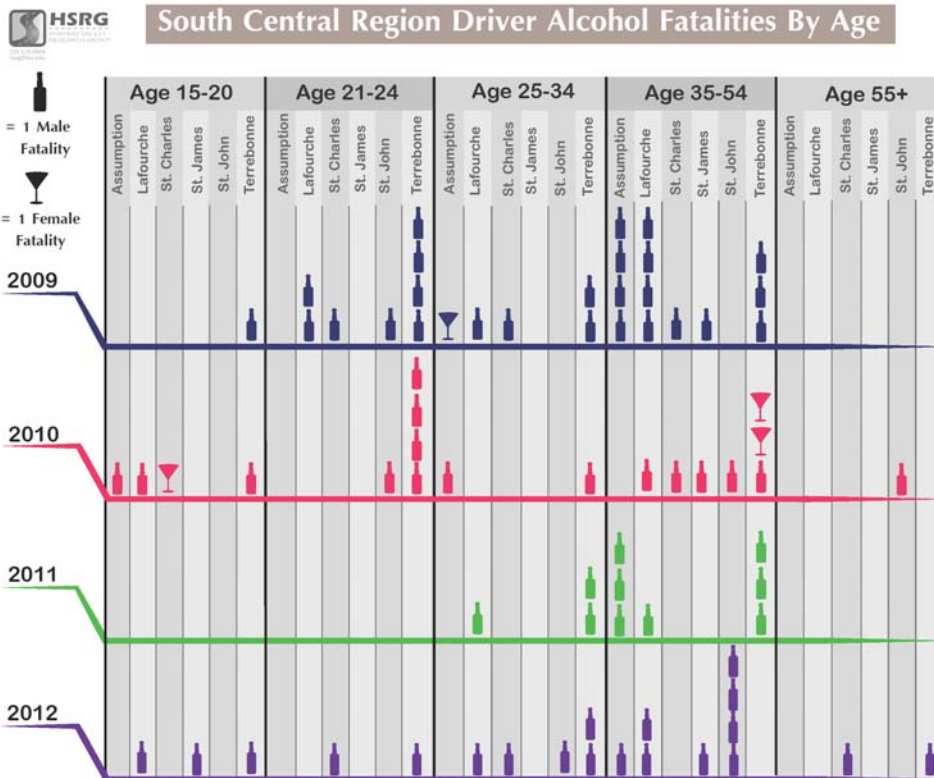 HSRG
South Central Region Driver Alcohol Fatalities By Age
= 1 Male
Fatality
= 1 Female
Fatality
Age 15-20
Age 21-24
Age 25-34
Age 35-54
Age 55+
Assumption
Lafourche
St. Charles
St. James
St. John
Terrebonne
Assumption
Lafourche
St. Charles
St. James
St. John
Terrebonne
Assumption
Lafourche
St. Charles
St. James
St. John
Terrebonne
Assumption
Lafourche
St. Charles
St. James
St. John
Terrebonne
Assumption
Lafourche
St. Charles
St. James
St. John
Terrebonne
2009
2010
2011
2012